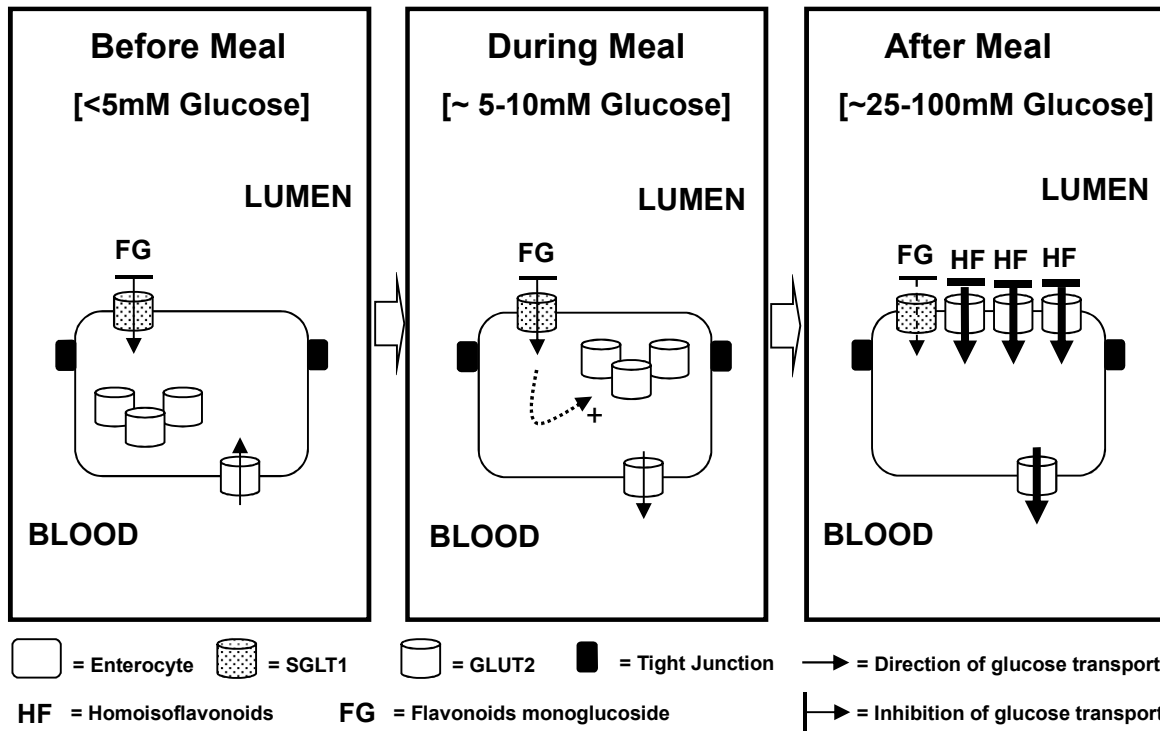 Before Meal
[<5mM Glucose]
LUMEN
FG
BLOOD
During Meal
[~ 5-10mM Glucose]
LUMEN
FG
+
BLOOD
After Meal
[~25-100mM Glucose]
LUMEN
FG HF HF HF
BLOOD
= Enterocyte = SGLT1 = GLUT2 = Tight Junction = Direction of glucose transport
HF = Homoisoflavonoids FG = Flavonoids monoglucoside = Inhibition of glucose transport